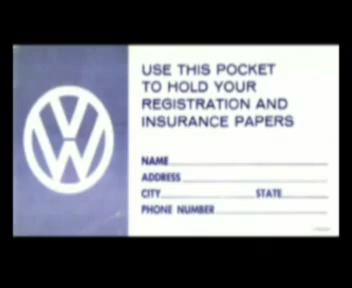 USE THIS POCKET
TO HOLD YOUR
REGISTRATION AND
INSURANCE PAPERS
NAME
ADDRESS
CITY STATE
PHONE NUMBER